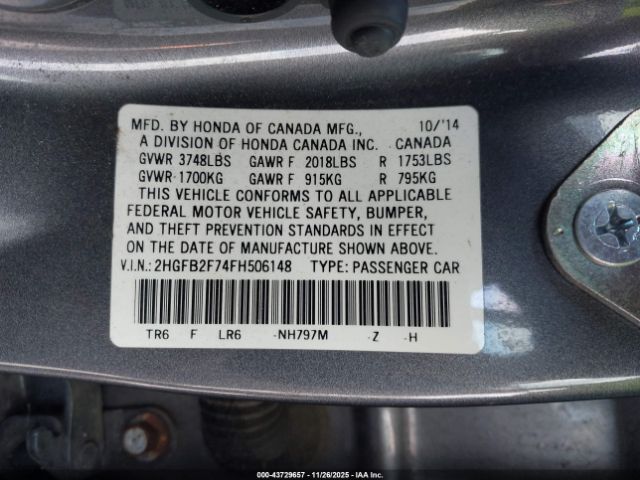 MFD. BY HONDA OF CANADA MFG., 10/'14
A DIVISION OF HONDA CANADA INC. CANADA
GVWR 3748LBS GAWR F 2018LBS R 1753LBS
GVWR 1700KG GAWR F 915KG R 795KG
THIS VEHICLE CONFORMS TO ALL APPLICABLE
FEDERAL MOTOR VEHICLE SAFETY, BUMPER,
AND THEFT PREVENTION STANDARDS IN EFFECT
ON THE DATE OF MANUFACTURE SHOWN ABOVE.
V.I.N.: 2HGFB2F74FH506148 TYPE: PASSENGER CAR
TR6 F LR6 -NH797M -Z -H
000-43729657 | 11/26/2025 | IAA Inc.